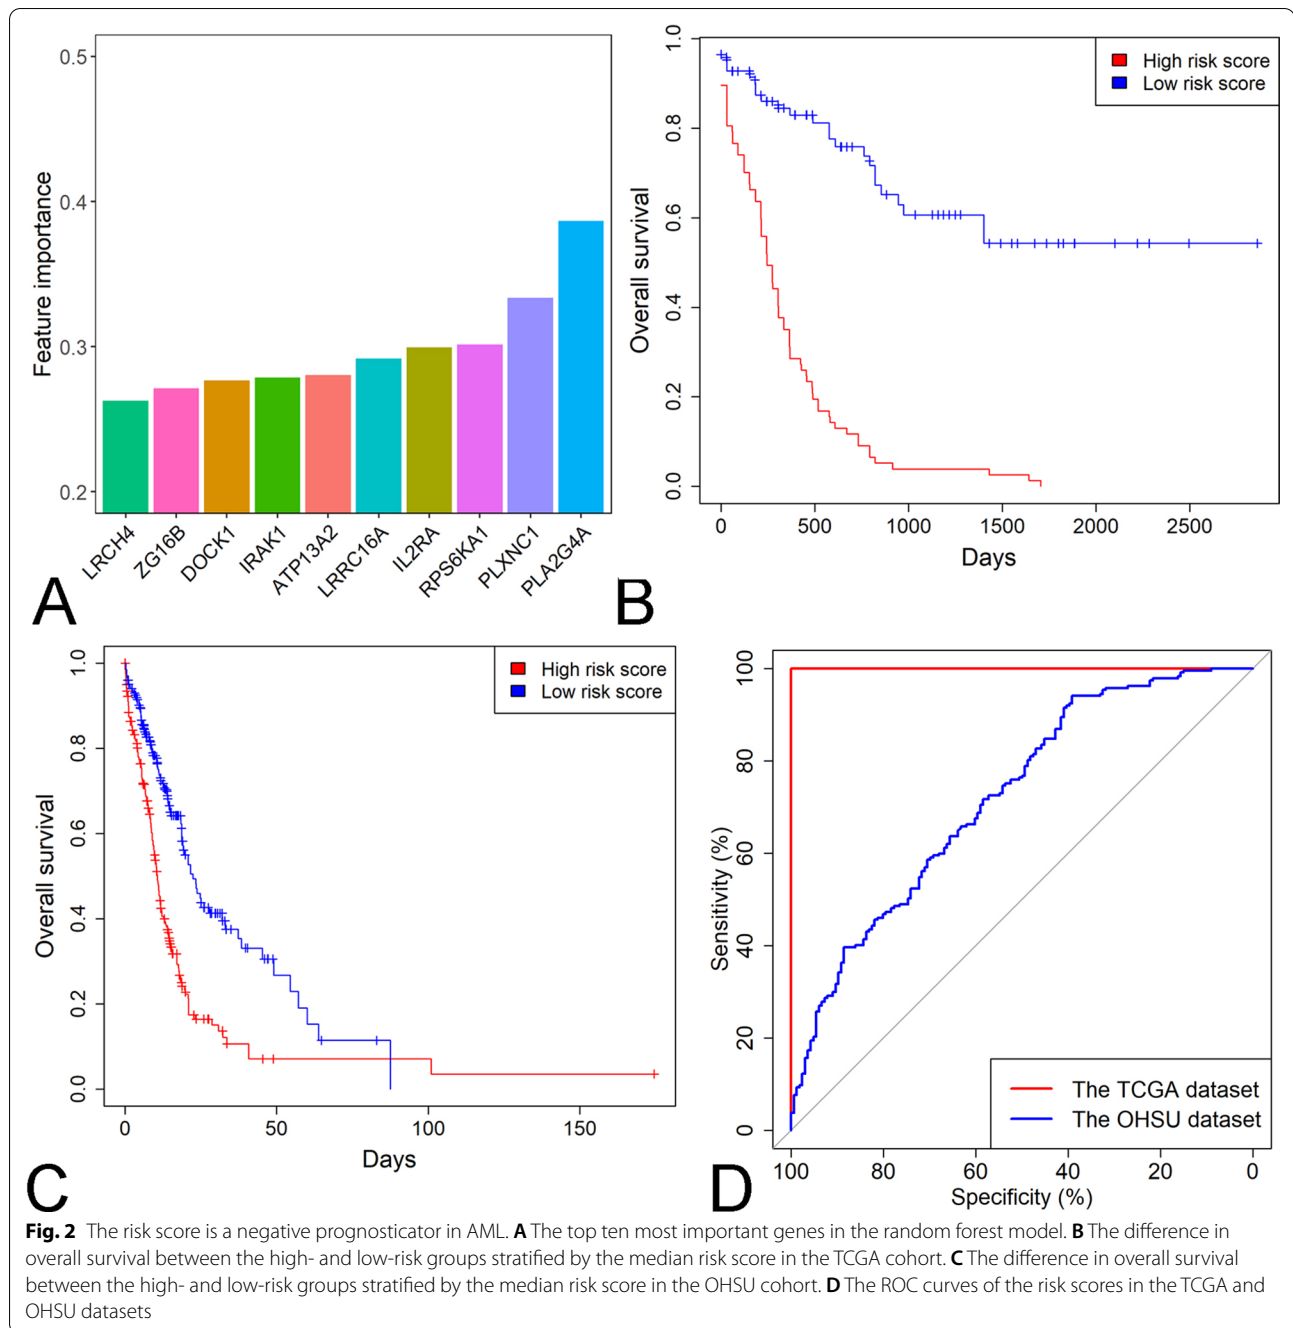 0.5
0.4
0.3
0.2
Feature importance
LRCH4
ZG16B
DOCK1
IRAK1
ATP13A2
LRRC16A
IL2RA
RPS6KA1
PLXNC1
PLA2G4A
A
1.0
0.8
0.6
0.4
0.2
0.0
Overall survival
High risk score
Low risk score
0 500 1000 1500 2000 2500
Days
B
1.0
0.8
0.6
0.4
0.2
0.0
Overall survival
High risk score
Low risk score
0 50 100 150
Days
C
100
80
60
40
20
0
Sensitivity (%)
The TCGA dataset
The OHSU dataset
100 80 60 40 20 0
Specificity (%)
D
Fig. 2 The risk score is a negative prognosticator in AML. A The top ten most important genes in the random forest model. B The difference in
overall survival between the high- and low-risk groups stratified by the median risk score in the TCGA cohort. C The difference in overall survival
between the high- and low-risk groups stratified by the median risk score in the OHSU cohort. D The ROC curves of the risk scores in the TCGA and
OHSU datasets